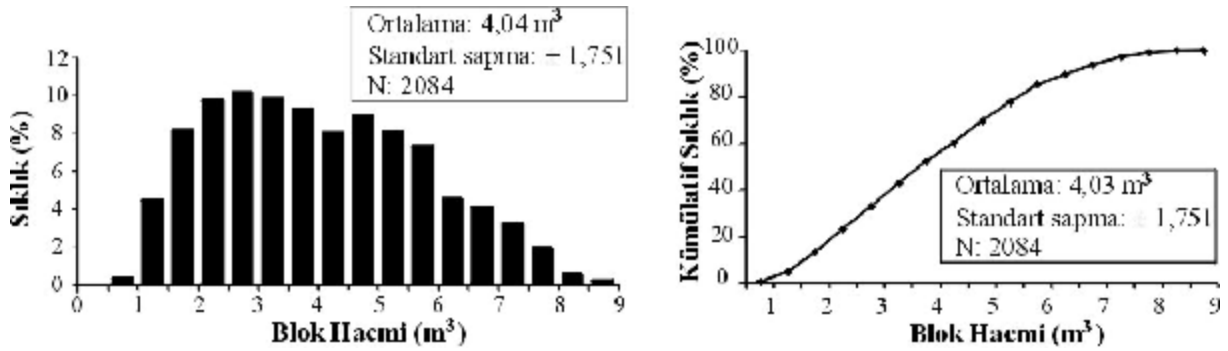 Ortalama: 4,04 m³
Standart sapma: ± 1,751
N: 2084
Sıklık (%)
12
10
8
6
4
2
0
0 1 2 3 4 5 6 7 8 9
Blok Hacmi (m³)
Kümülatif Sıklık (%)
100
80
60
40
20
0
Ortalama: 4,03 m³
Standart sapma: ± 1,751
N: 2084
1 2 3 4 5 6 7 8 9
Blok Hacmi (m³)